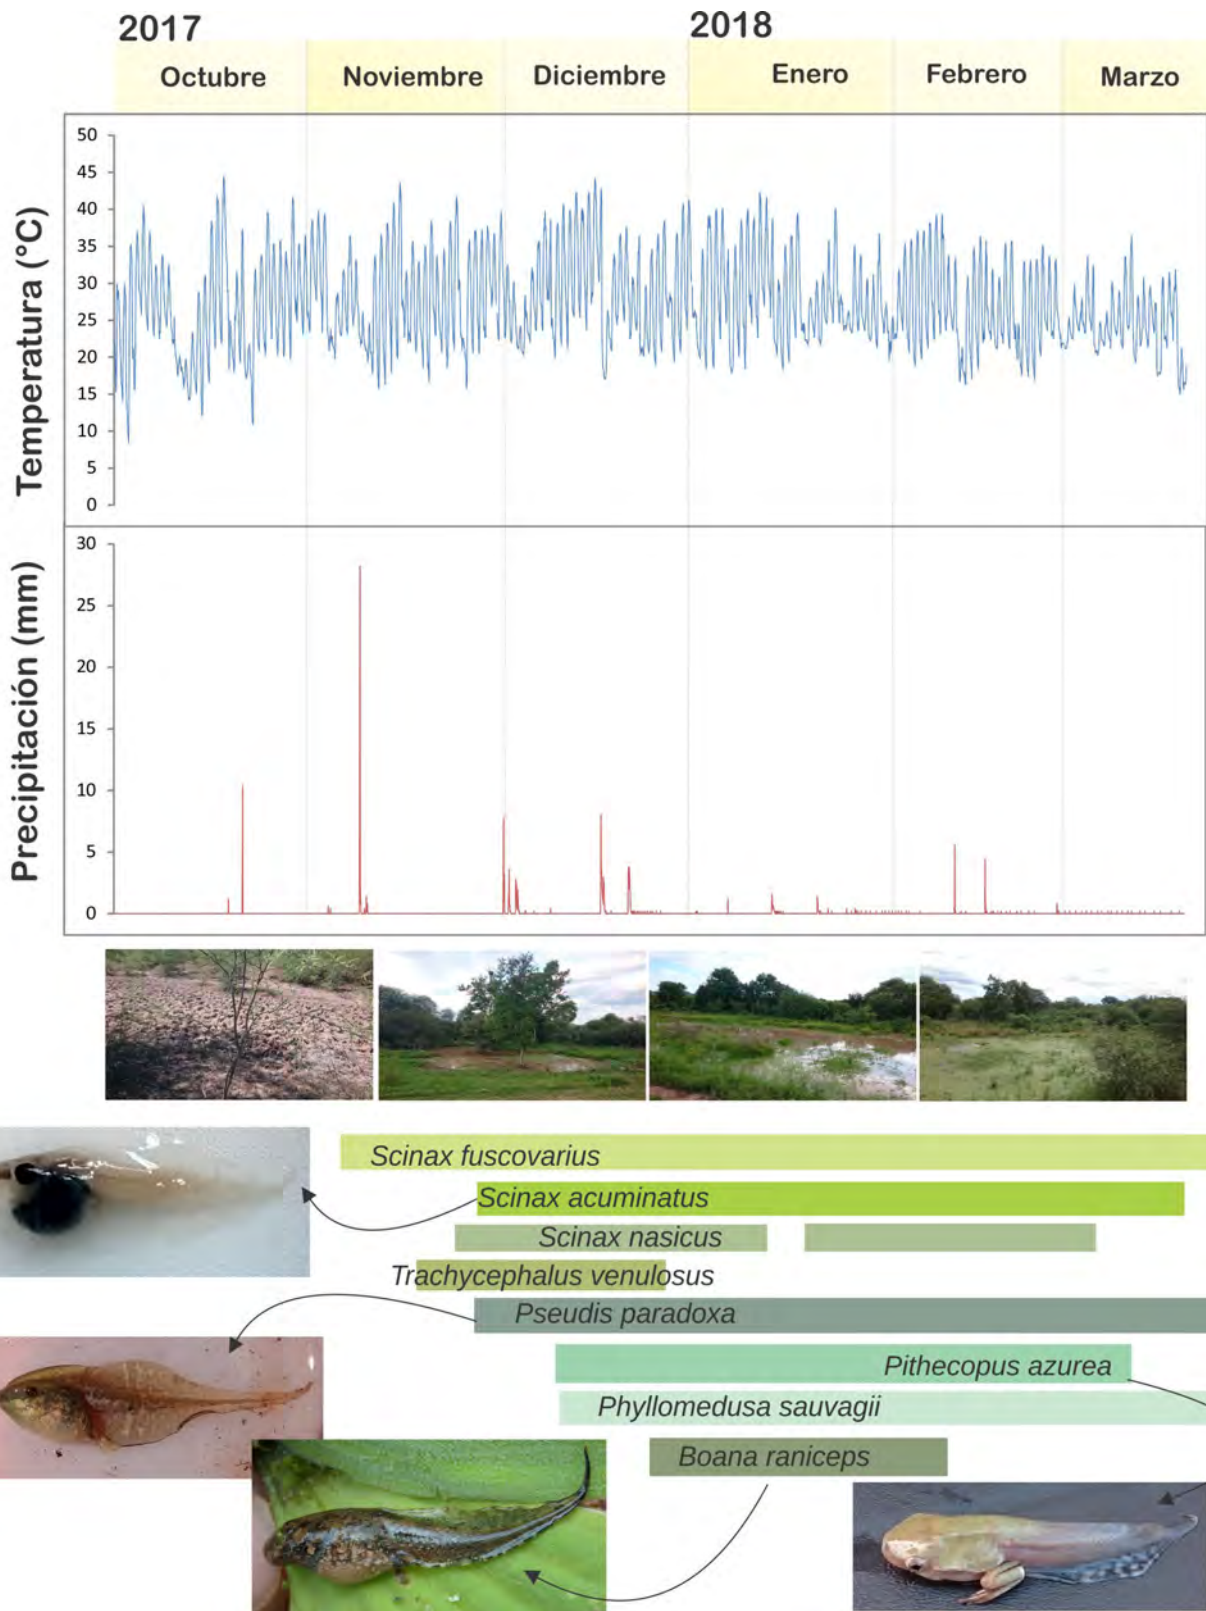 2017 2018
Octubre Noviembre Diciembre Enero Febrero Marzo
Temperatura (°C)
50
45
40
35
30
25
20
15
10
5
0
Precipitación (mm)
30
25
20
15
10
5
0
Scinax fuscovarius
Scinax acuminatus
Scinax nasicus
Trachycephalus venulosus
Pseudis paradoxa
Pithecopus azurea
Phyllomedusa sauvagii
Boana raniceps